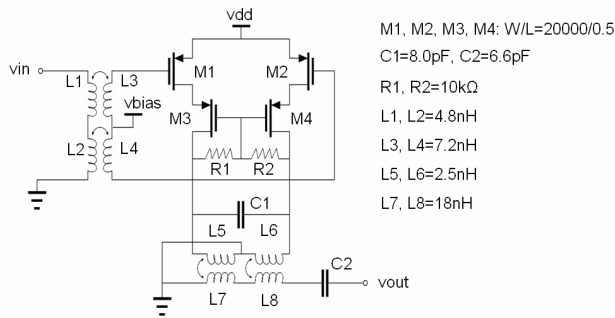 vdd
M1, M2, M3, M4: W/L=20000/0.5
C1=8.0pF, C2=6.6pF
R1, R2=10kΩ
L1, L2=4.8nH
L3, L4=7.2nH
L5, L6=2.5nH
L7, L8=18nH
vin
L1
L3
M1
M2
vbias
M3
M4
L2
L4
R1
R2
C1
L5
L6
C2
vout
L7
L8